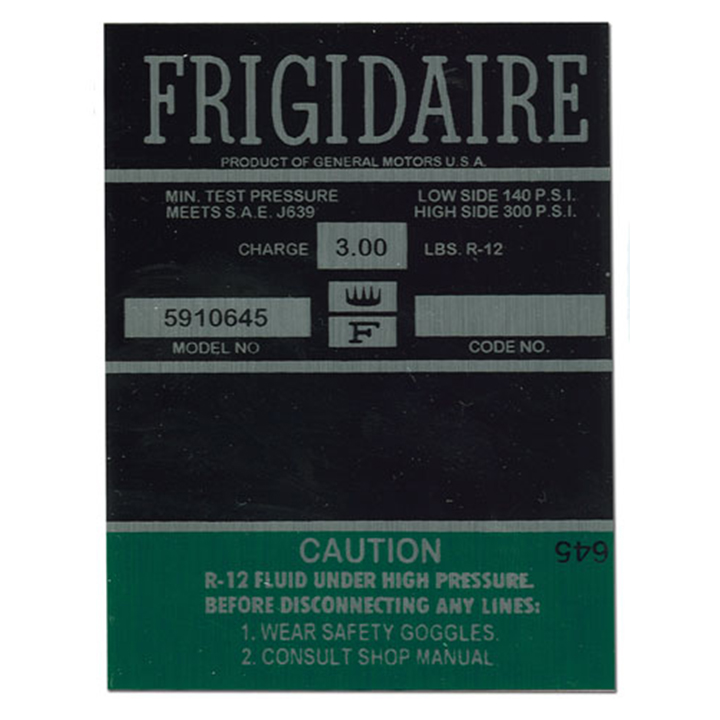 FRIGIDAIRE
PRODUCT OF GENERAL MOTORS U.S.A.
MIN. TEST PRESSURE LOW SIDE 140 P.S.I.
MEETS S.A.E. J639 HIGH SIDE 300 P.S.I.
CHARGE 3.00 LBS. R-12
5910645
F
MODEL NO CODE NO.
CAUTION
645
R-12 FLUID UNDER HIGH PRESSURE.
BEFORE DISCONNECTING ANY LINES:
1. WEAR SAFETY GOGGLES.
2. CONSULT SHOP MANUAL